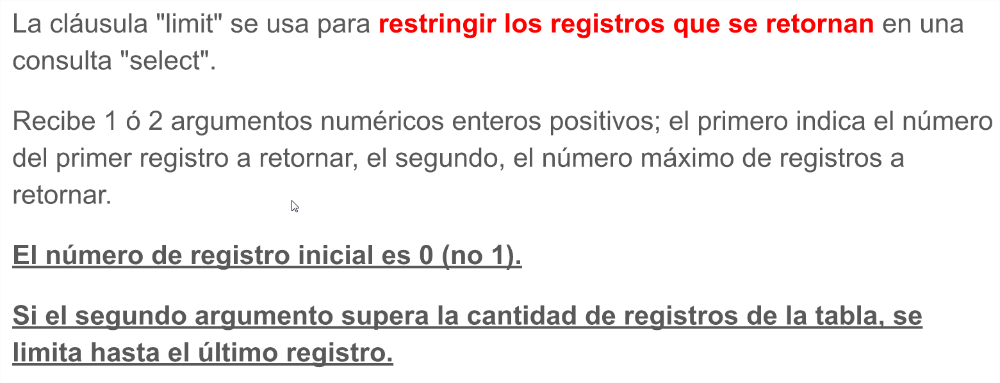 La cláusula "limit" se usa para restringir los registros que se retornan en una
consulta "select".
Recibe 1 ó 2 argumentos numéricos enteros positivos; el primero indica el número
del primer registro a retornar, el segundo, el número máximo de registros a
retornar.
El número de registro inicial es 0 (no 1).
Si el segundo argumento supera la cantidad de registros de la tabla, se
limita hasta el último registro.